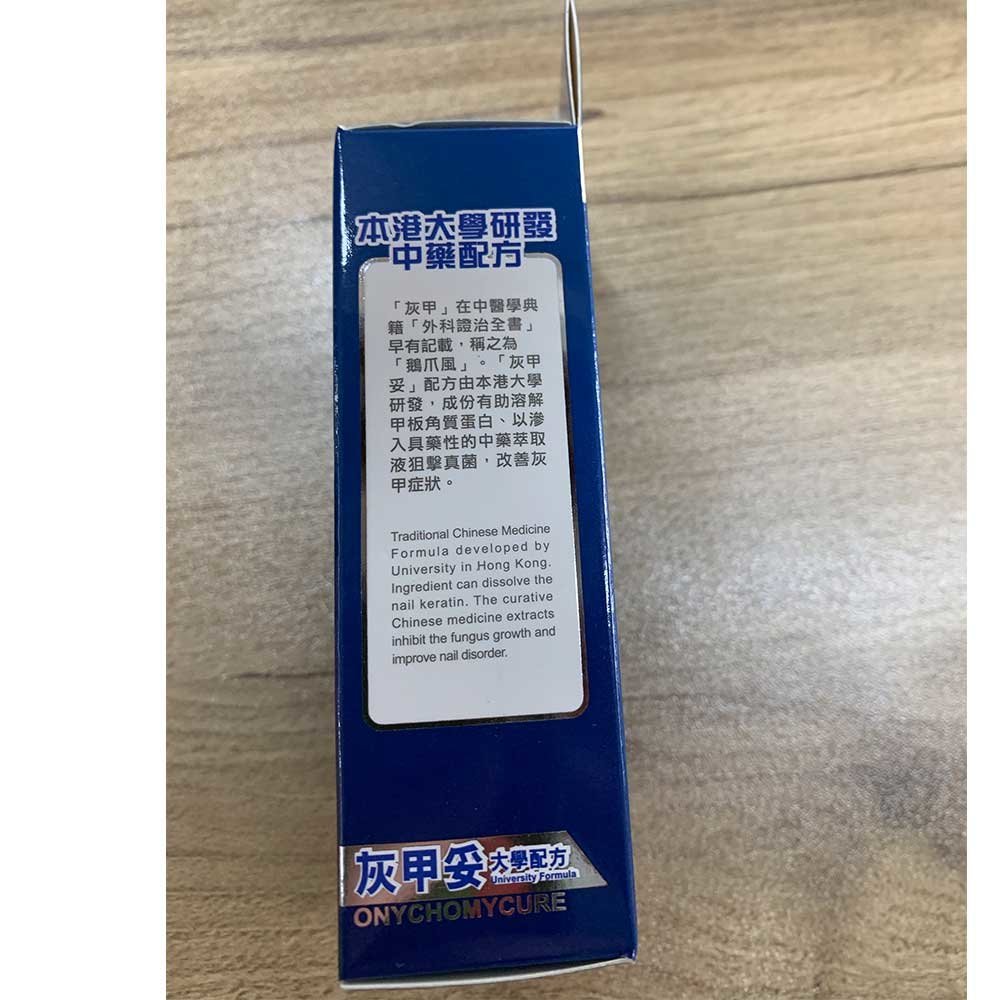 本港大學研發
中藥配方
「灰甲」在中醫學典
籍「外科證治全書」
早有記載，稱之為
「鵝爪風」。「灰甲
妥」配方由本港大學
研發，成份有助溶解
甲板角質蛋白、以滲
入具藥性的中藥萃取
液狙擊真菌，改善灰
甲症狀。
Traditional Chinese Medicine
Formula developed by
University in Hong Kong.
Ingredient can dissolve the
nail keratin. The curative
Chinese medicine extracts
inhibit the fungus growth and
improve nail disorder.
灰甲妥 大學配方
University Formula
ONYCHOMYCURE